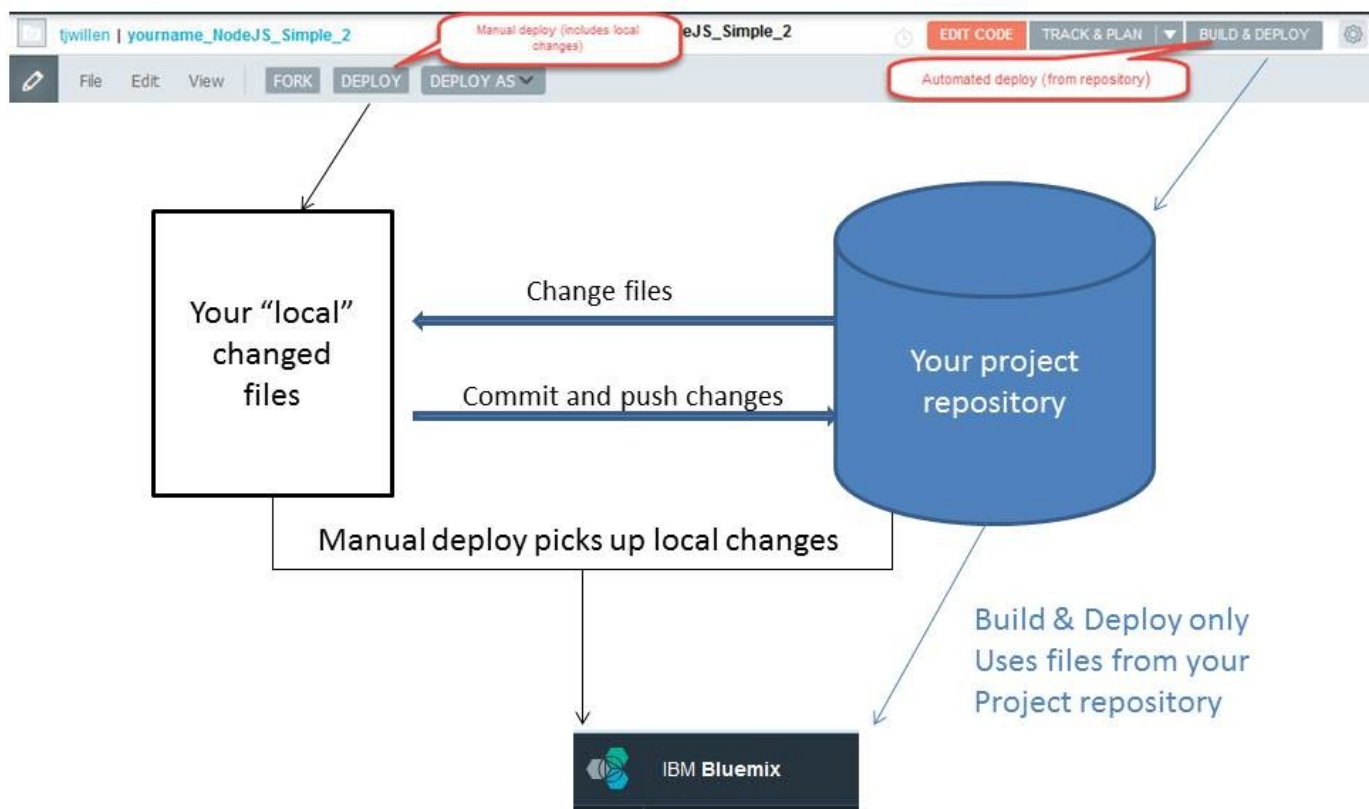 tjwillen | yourname_NodeJS_Simple_2
Manual deploy (includes local
changes)
eJS_Simple_2
EDIT CODE
TRACK & PLAN
BUILD & DEPLOY
File
Edit
View
FORK
DEPLOY
DEPLOY AS
Automated deploy (from repository)
Your “local”
changed
files
Change files
Commit and push changes
Your project
repository
Manual deploy picks up local changes
Build & Deploy only
Uses files from your
Project repository
IBM Bluemix